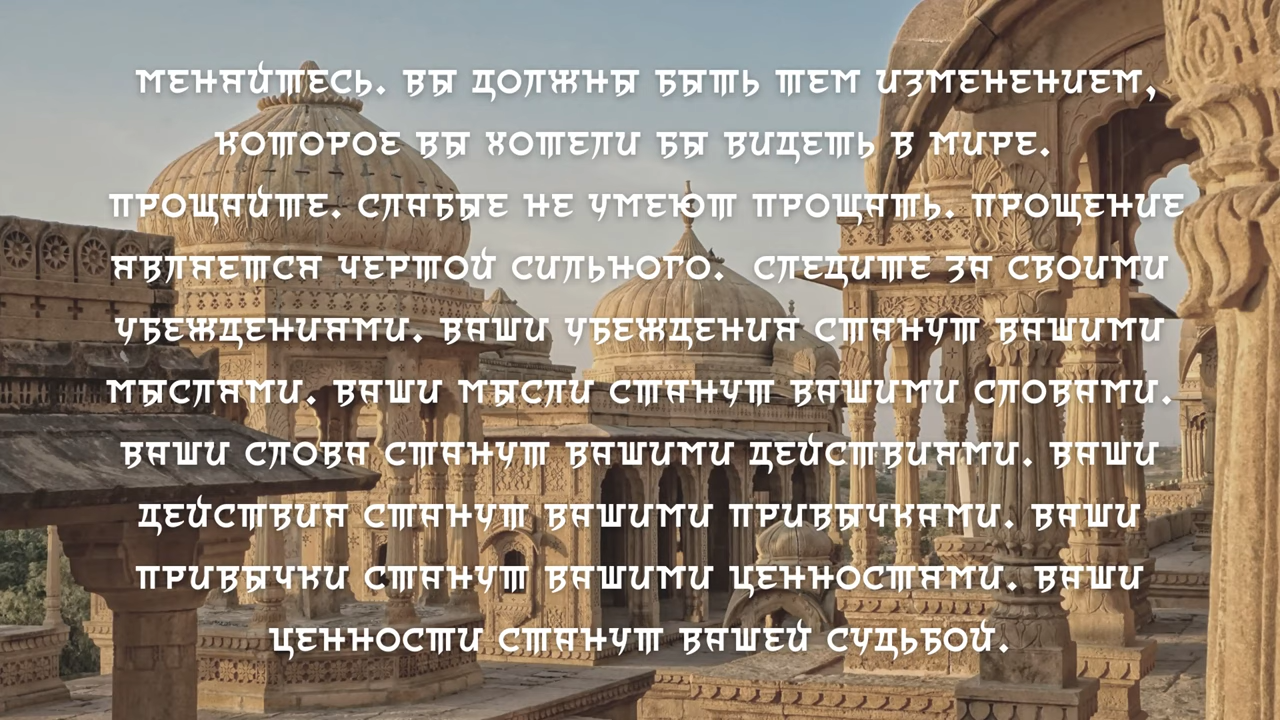 МЕНЯЙТЕСЬ. ВЫ ДОЛЖНЫ БЫТЬ ТЕМ ИЗМЕНЕНИЕМ,
КОТОРОЕ ВЫ ХОТЕЛИ БЫ ВИДЕТЬ В МИРЕ.
ПРОЩАЙТЕ. СЛАБЫЕ НЕ УМЕЮТ ПРОЩАТЬ. ПРОЩЕНИЕ
ЯВЛЯЕТСЯ ЧЕРТОЙ СИЛЬНОГО. СЛЕДИТЕ ЗА СВОИМИ
УБЕЖДЕНИЯМИ. ВАШИ УБЕЖДЕНИЯ СТАНУТ ВАШИМИ
МЫСЛЯМИ. ВАШИ МЫСЛИ СТАНУТ ВАШИМИ СЛОВАМИ.
ВАШИ СЛОВА СТАНУТ ВАШИМИ ДЕЙСТВИЯМИ. ВАШИ
ДЕЙСТВИЯ СТАНУТ ВАШИМИ ПРИВЫЧКАМИ. ВАШИ
ПРИВЫЧКИ СТАНУТ ВАШИМИ ЦЕННОСТЯМИ. ВАШИ
ЦЕННОСТИ СТАНУТ ВАШЕЙ СУДЬБОЙ.